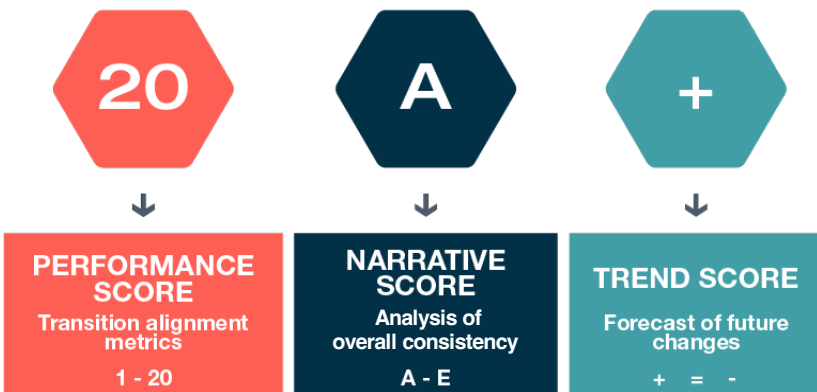 20
A
+
PERFORMANCE
SCORE
Transition alignment
metrics
1 - 20
NARRATIVE
SCORE
Analysis of
overall consistency
A - E
TREND SCORE
Forecast of future
changes
+ = -